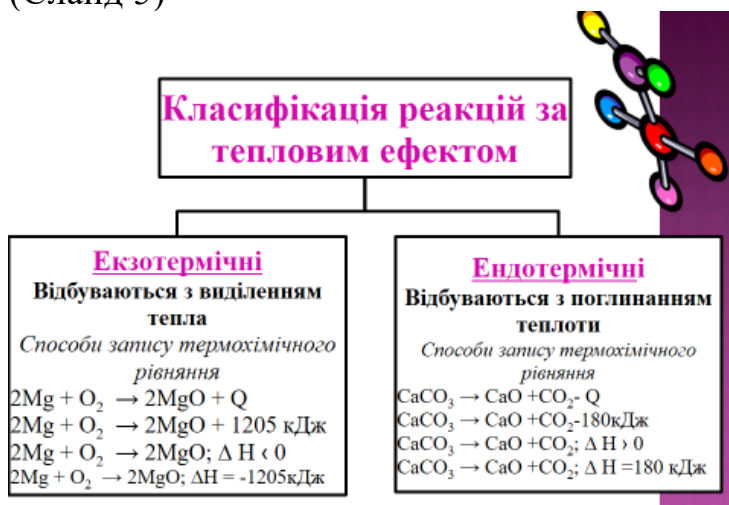 (Слайд 5)
Класифікація реакцій за
тепловим ефектом
Екзотермічні
Відбуваються з виділенням
тепла
Способи запису термохімічного
рівняння
2Mg + O₂ → 2MgO + Q
2Mg + O₂ → 2MgO + 1205 кДж
2Mg + O₂ → 2MgO; Δ H ‹ 0
2Mg + O₂ → 2MgO; ΔH = -1205кДж
Ендотермічні
Відбуваються з поглинанням
теплоти
Способи запису термохімічного
рівняння
CaCO₃ → CaO +CO₂- Q
CaCO₃ → CaO +CO₂-180кДж
CaCO₃ → CaO +CO₂; Δ H › 0
CaCO₃ → CaO +CO₂; Δ H =180 кДж